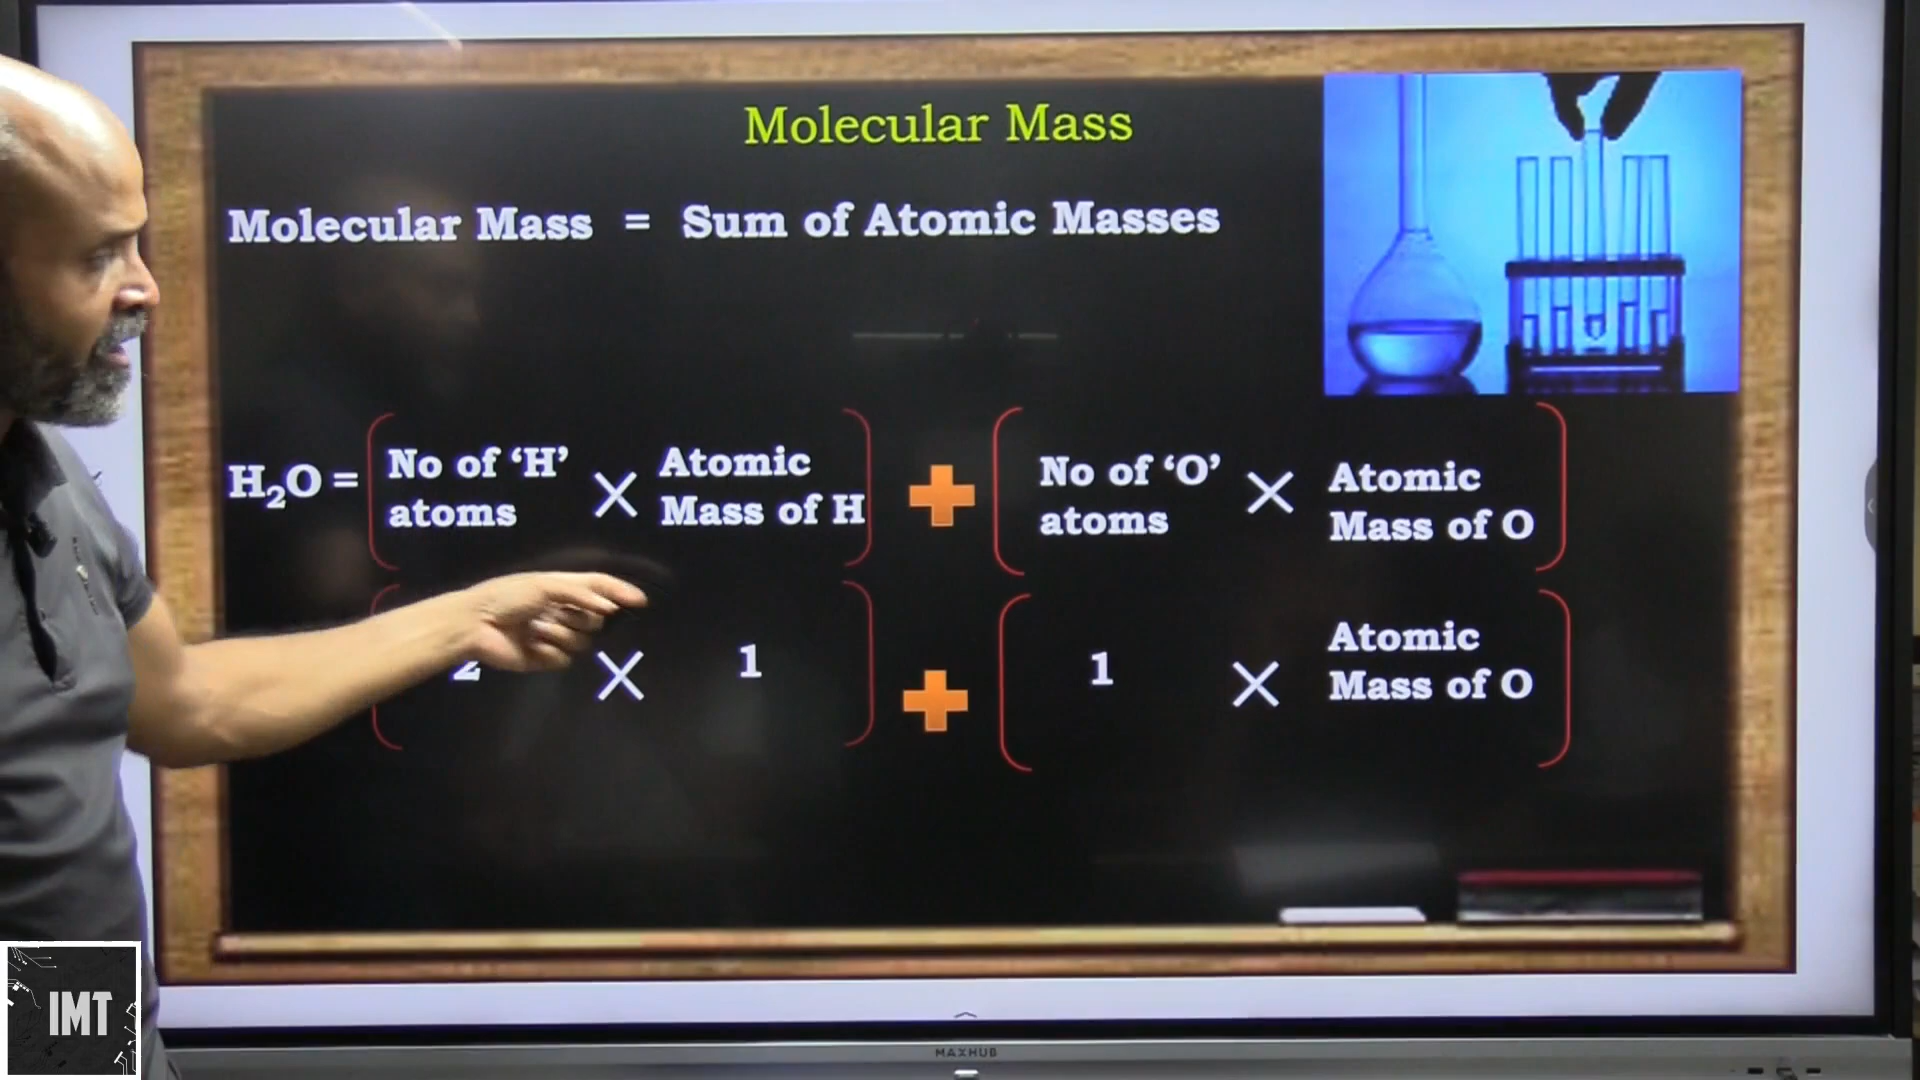 Molecular Mass
Molecular Mass = Sum of Atomic Masses
H₂O = No of ‘H’ atoms × Atomic Mass of H + No of ‘O’ atoms × Atomic Mass of O
2 × 1 + 1 × Atomic Mass of O
IMT
MAXHUB